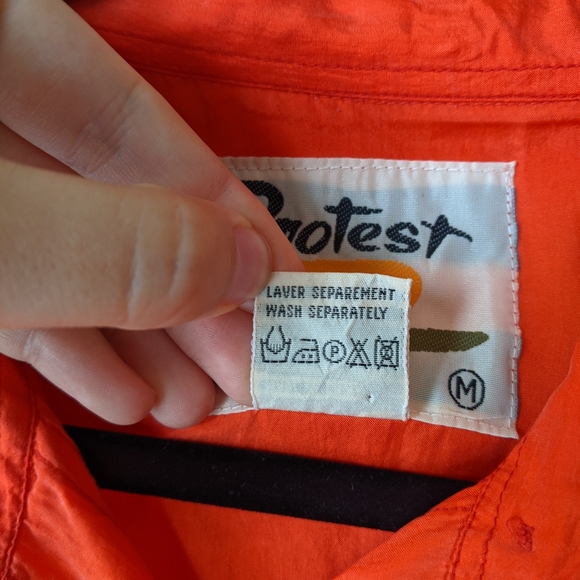 Protest
LAVER SEPAREMENT
WASH SEPARATELY
P
M